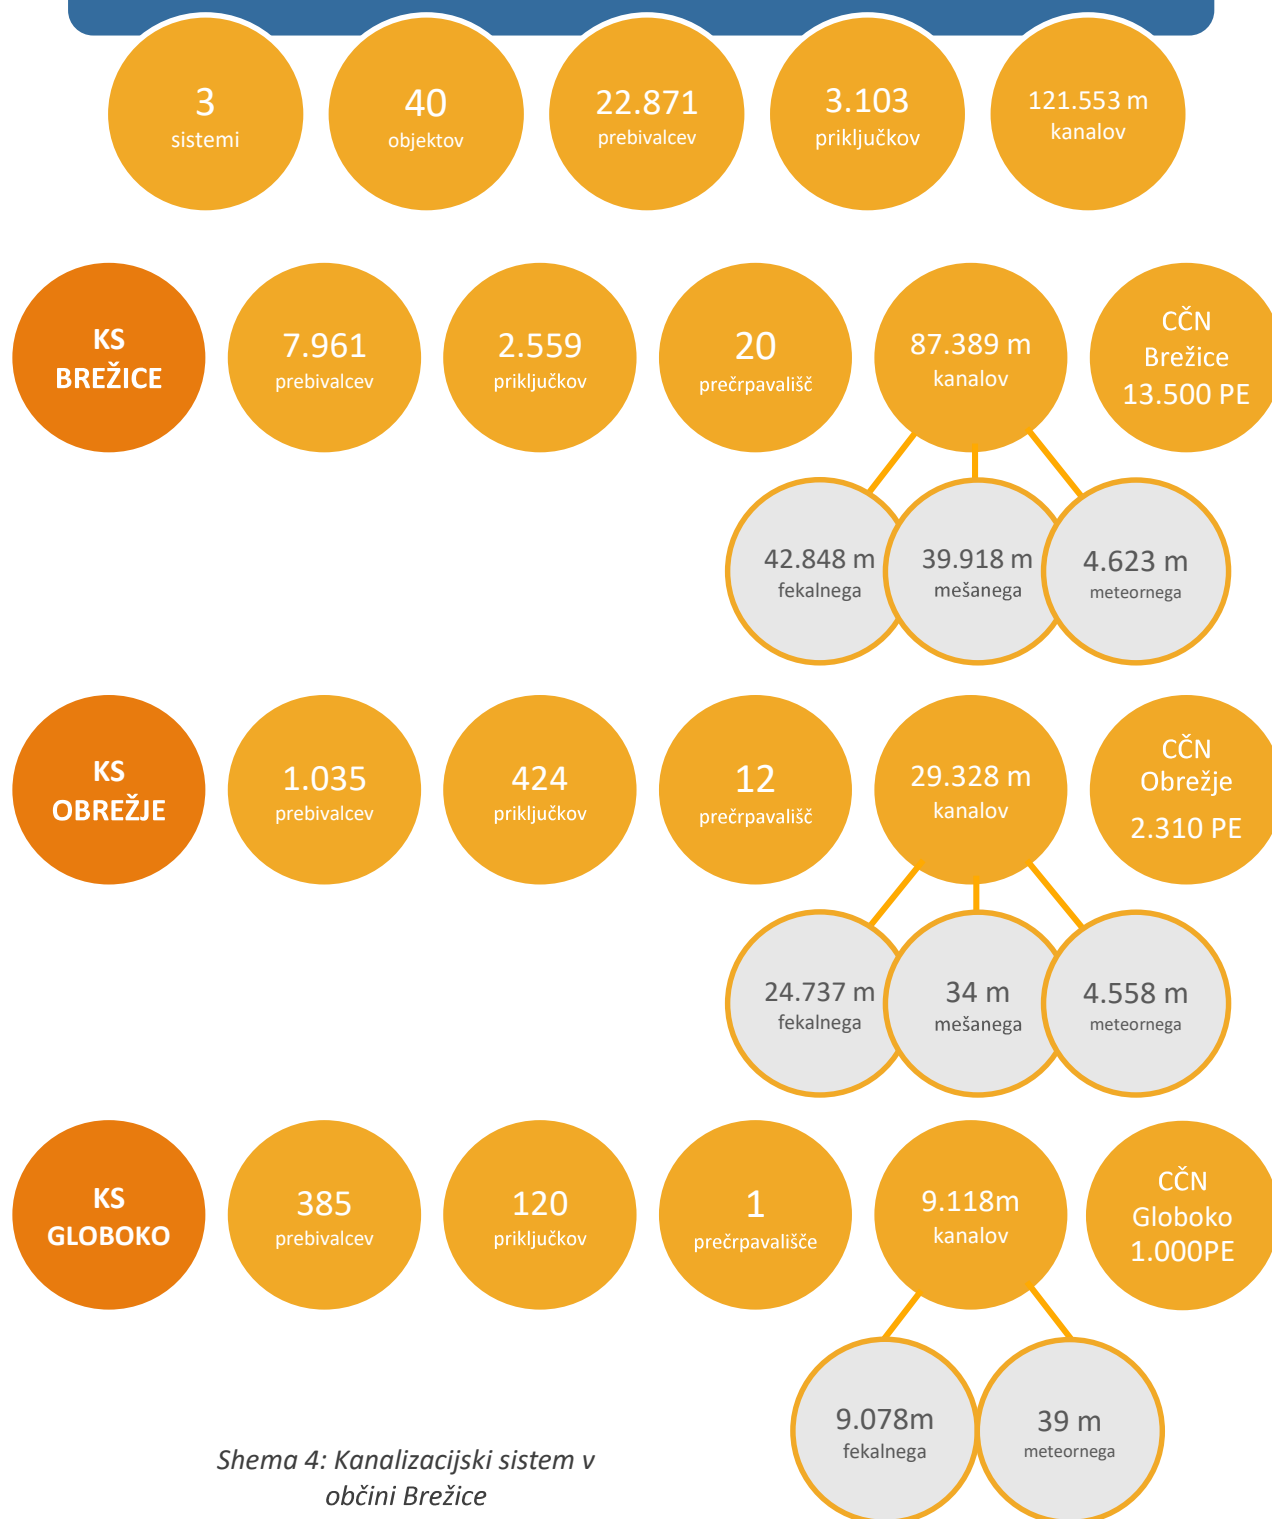 3
sistemi
40
objektov
22.871
prebivalcev
3.103
priključkov
121.553 m
kanalov
KS
BREŽICE
7.961
prebivalcev
2.559
priključkov
20
prečrpavališč
87.389 m
kanalov
CČN
Brežice
13.500 PE
42.848 m
fekalnega
39.918 m
mešanega
4.623 m
meteornega
KS
OBREŽJE
1.035
prebivalcev
424
priključkov
12
prečrpavališč
29.328 m
kanalov
CČN
Obrežje
2.310 PE
24.737 m
fekalnega
34 m
mešanega
4.558 m
meteornega
KS
GLOBOKO
385
prebivalcev
120
priključkov
1
prečrpavališče
9.118m
kanalov
CČN
Globoko
1.000PE
9.078m
fekalnega
39 m
meteornega
Shema 4: Kanalizacijski sistem v
občini Brežice